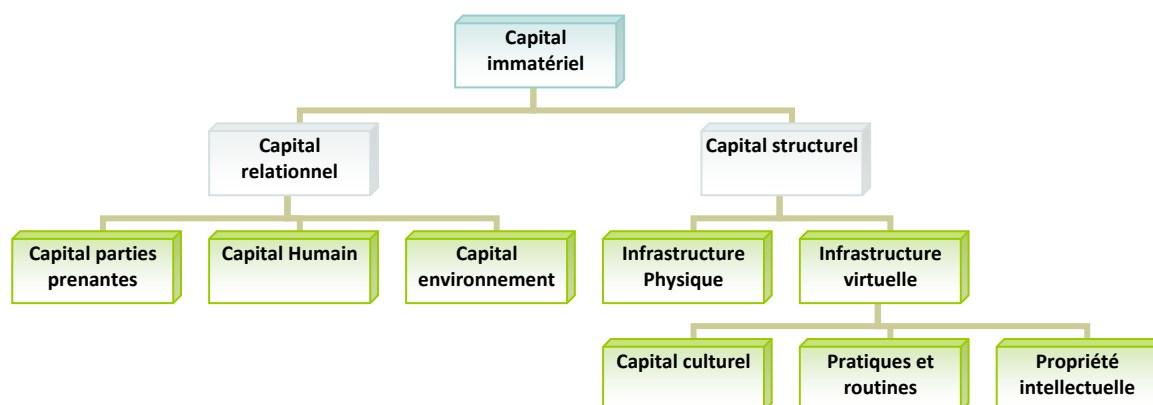 Capital
immatériel
Capital
relationnel
Capital structurel
Capital parties
prenantes
Capital Humain
Capital
environnement
Infrastructure
Physique
Infrastructure
virtuelle
Capital culturel
Pratiques et
routines
Propriété
intellectuelle